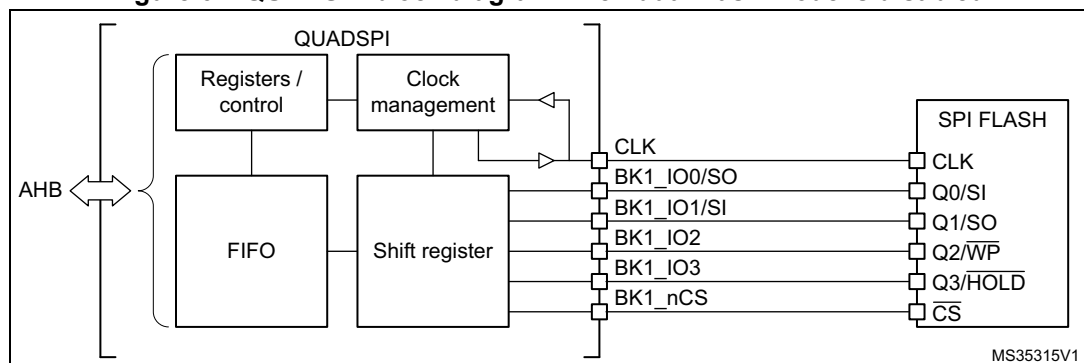 QUADSPI
Registers /
control
Clock
management
SPI FLASH
CLK
CLK
BK1_IO0/SO
Q0/SI
AHB
BK1_IO1/SI
Q1/SO
FIFO
Shift register
BK1_IO2
Q2/WP
BK1_IO3
Q3/HOLD
BK1_nCS
CS
MS35315V1